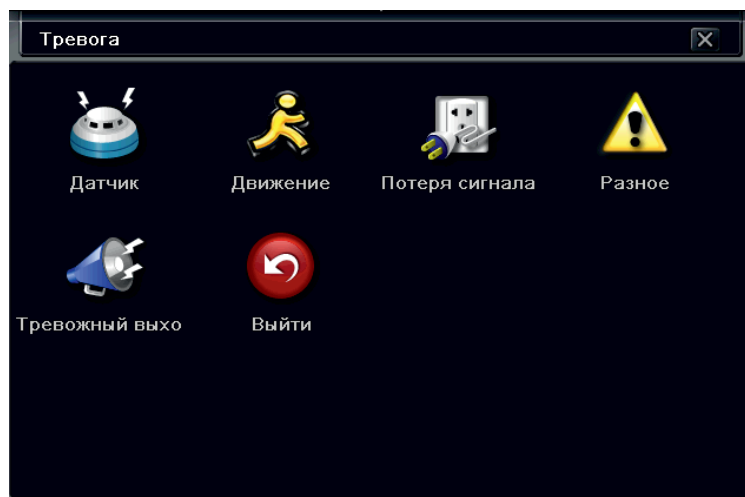 Тревога
Датчик Движение Потеря сигнала Разное
Тревожный выхо Выйти